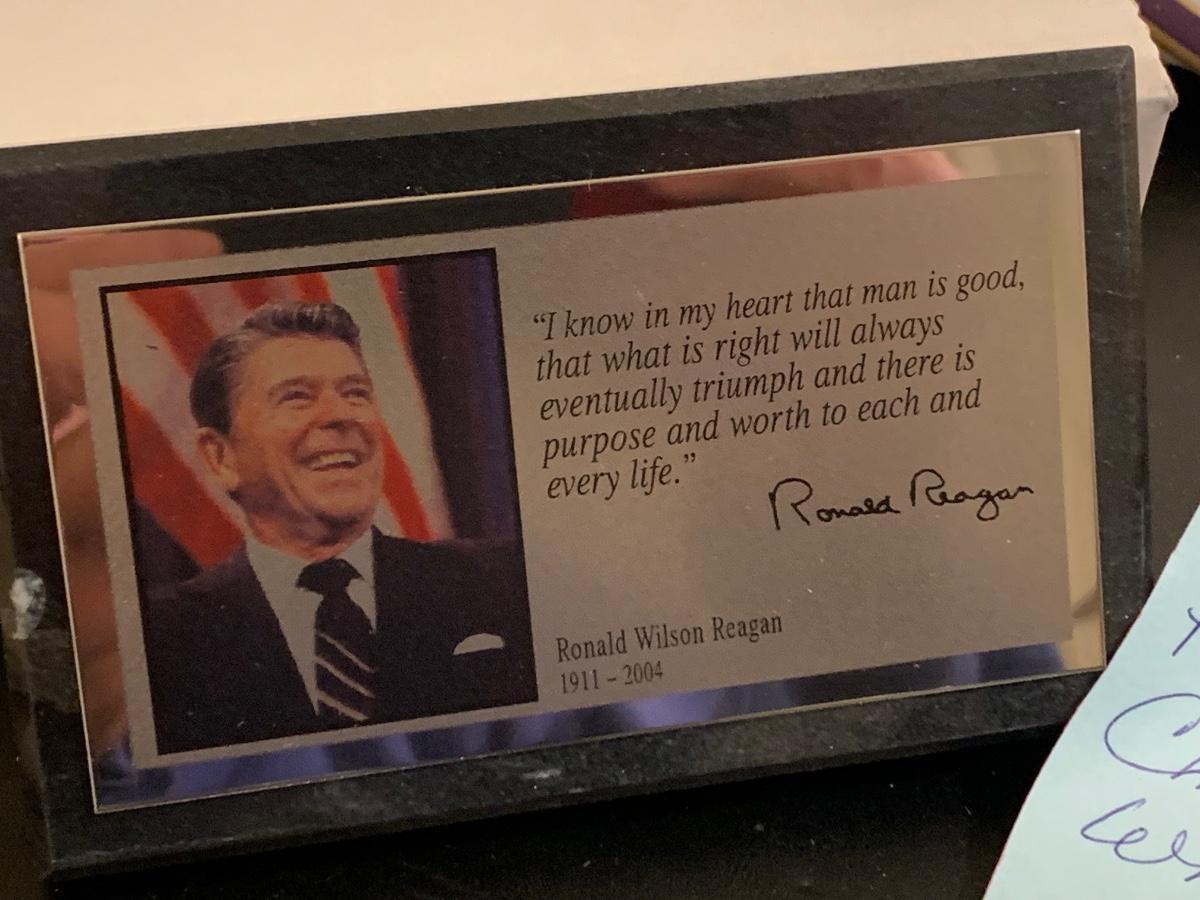 “I know in my heart that man is good,
that what is right will always
eventually triumph and there is
purpose and worth to each and
every life.”
Ronald Reagan
Ronald Wilson Reagan
1911 – 2004